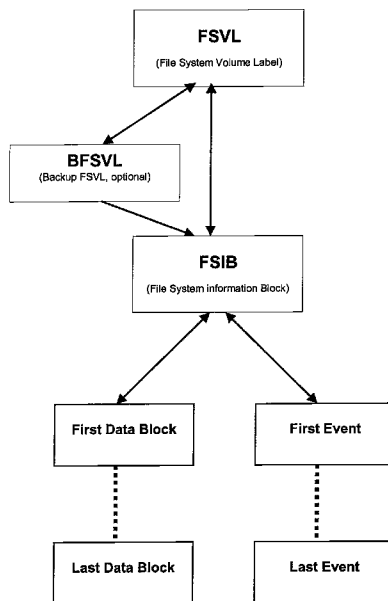 FSVL
(File System Volume Label)
BFSVL
(Backup FSVL, optional)
FSIB
(File System information Block)
First Data Block
First Event
Last Data Block
Last Event